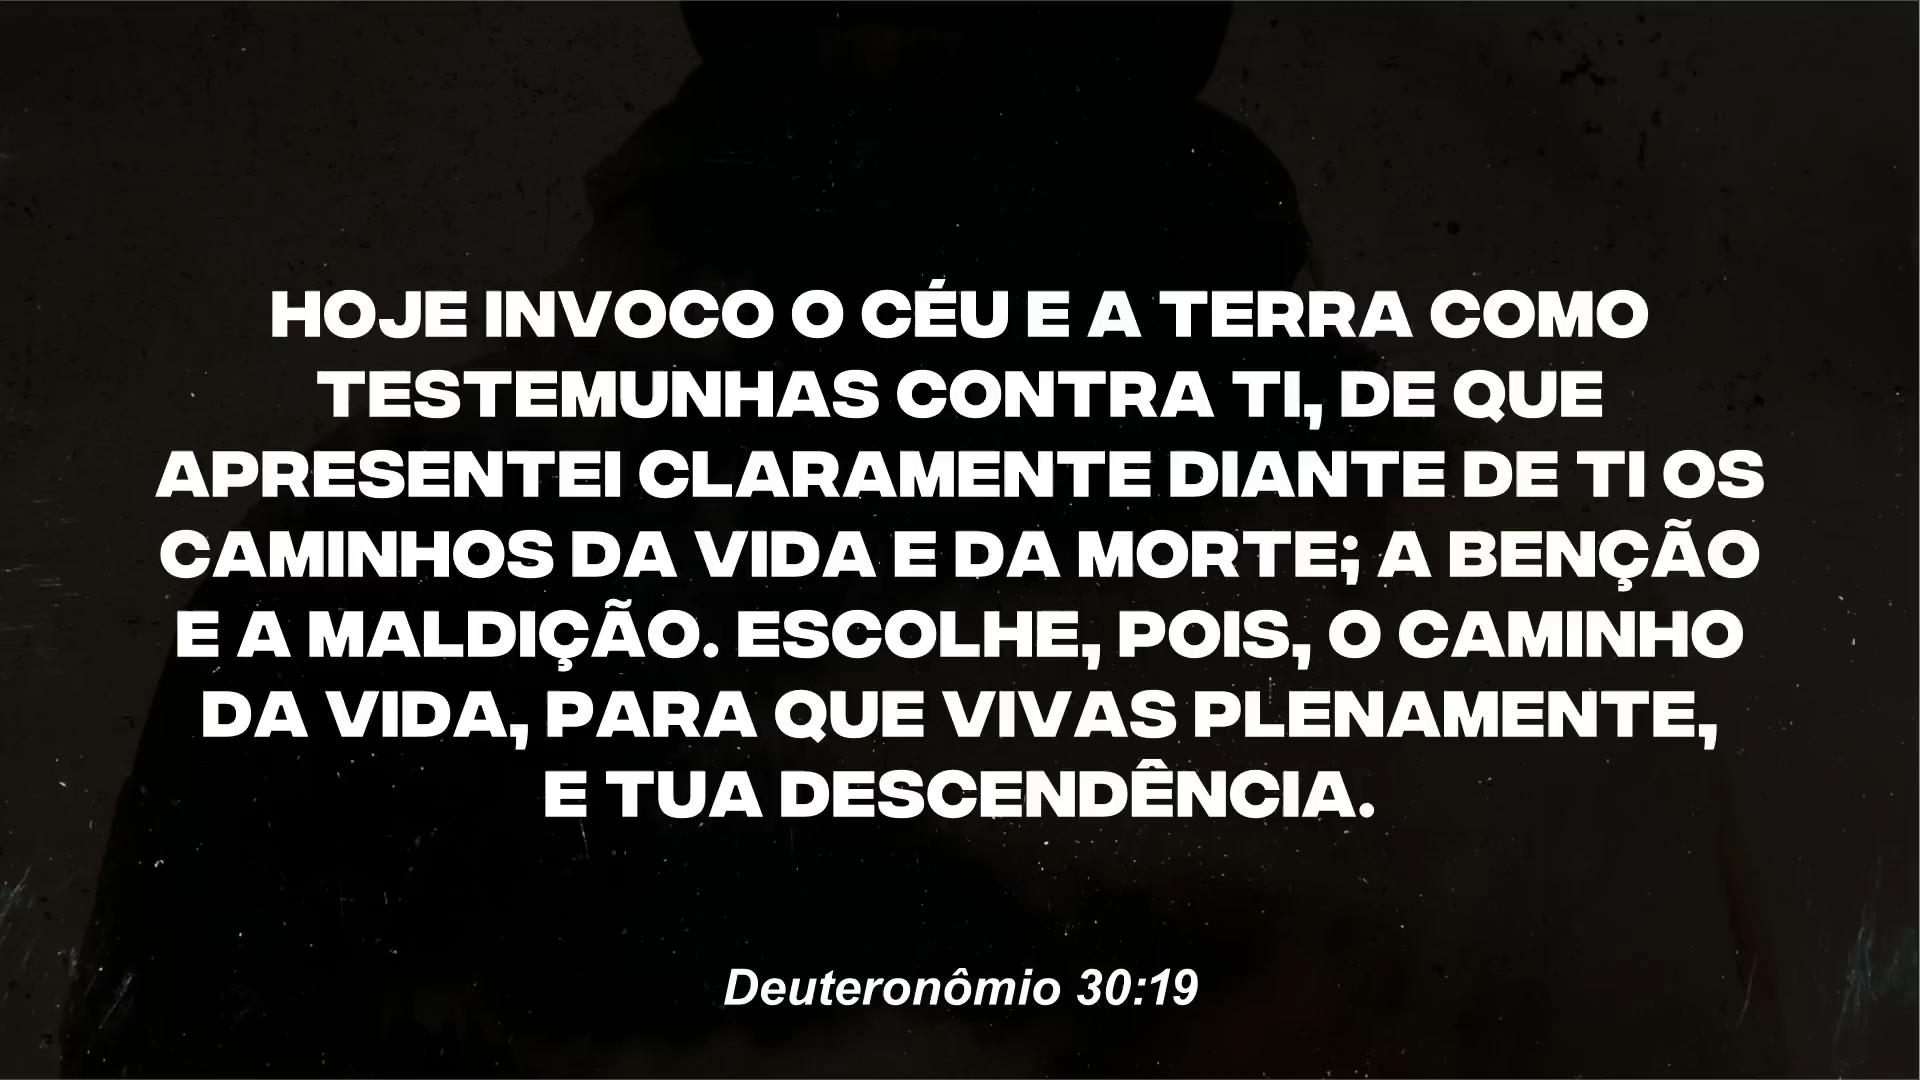 HOJE INVOCO O CÉU E A TERRA COMO
TESTEMUNHAS CONTRA TI, DE QUE
APRESENTEI CLARAMENTE DIANTE DE TI OS
CAMINHOS DA VIDA E DA MORTE; A BENÇÃO
E A MALDIÇÃO. ESCOLHE, POIS, O CAMINHO
DA VIDA, PARA QUE VIVAS PLENAMENTE,
E TUA DESCENDÊNCIA.
Deuteronômio 30:19